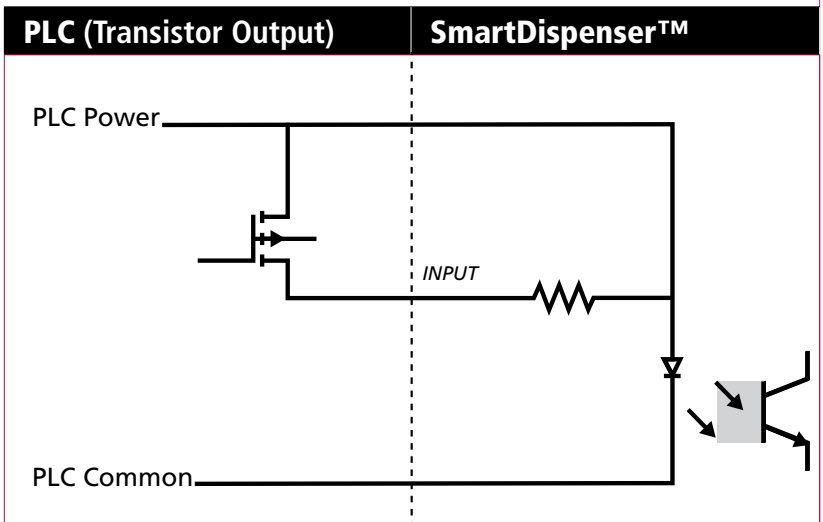 PLC (Transistor Output) SmartDispenser™
PLC Power
INPUT
PLC Common